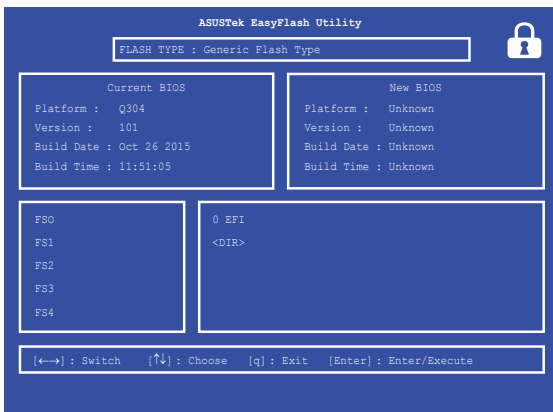 ASUSTek EasyFlash Utility
FLASH TYPE : Generic Flash Type
Current BIOS
Platform : Q304
Version : 101
Build Date : Oct 26 2015
Build Time : 11:51:05
New BIOS
Platform : Unknown
Version : Unknown
Build Date : Unknown
Build Time : Unknown
FSO
FS1
FS2
FS3
FS4
0 EFI
<DIR>
[←→] : Switch [↑↓] : Choose [q] : Exit [Enter] : Enter/Execute